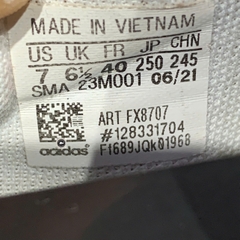 MADE IN VIETNAM
US UK FR JP CHN
7 6½ 40 250 245
SMA 23M001 06/21
ART FX8707
#128331704
adidas F1689JQk01968